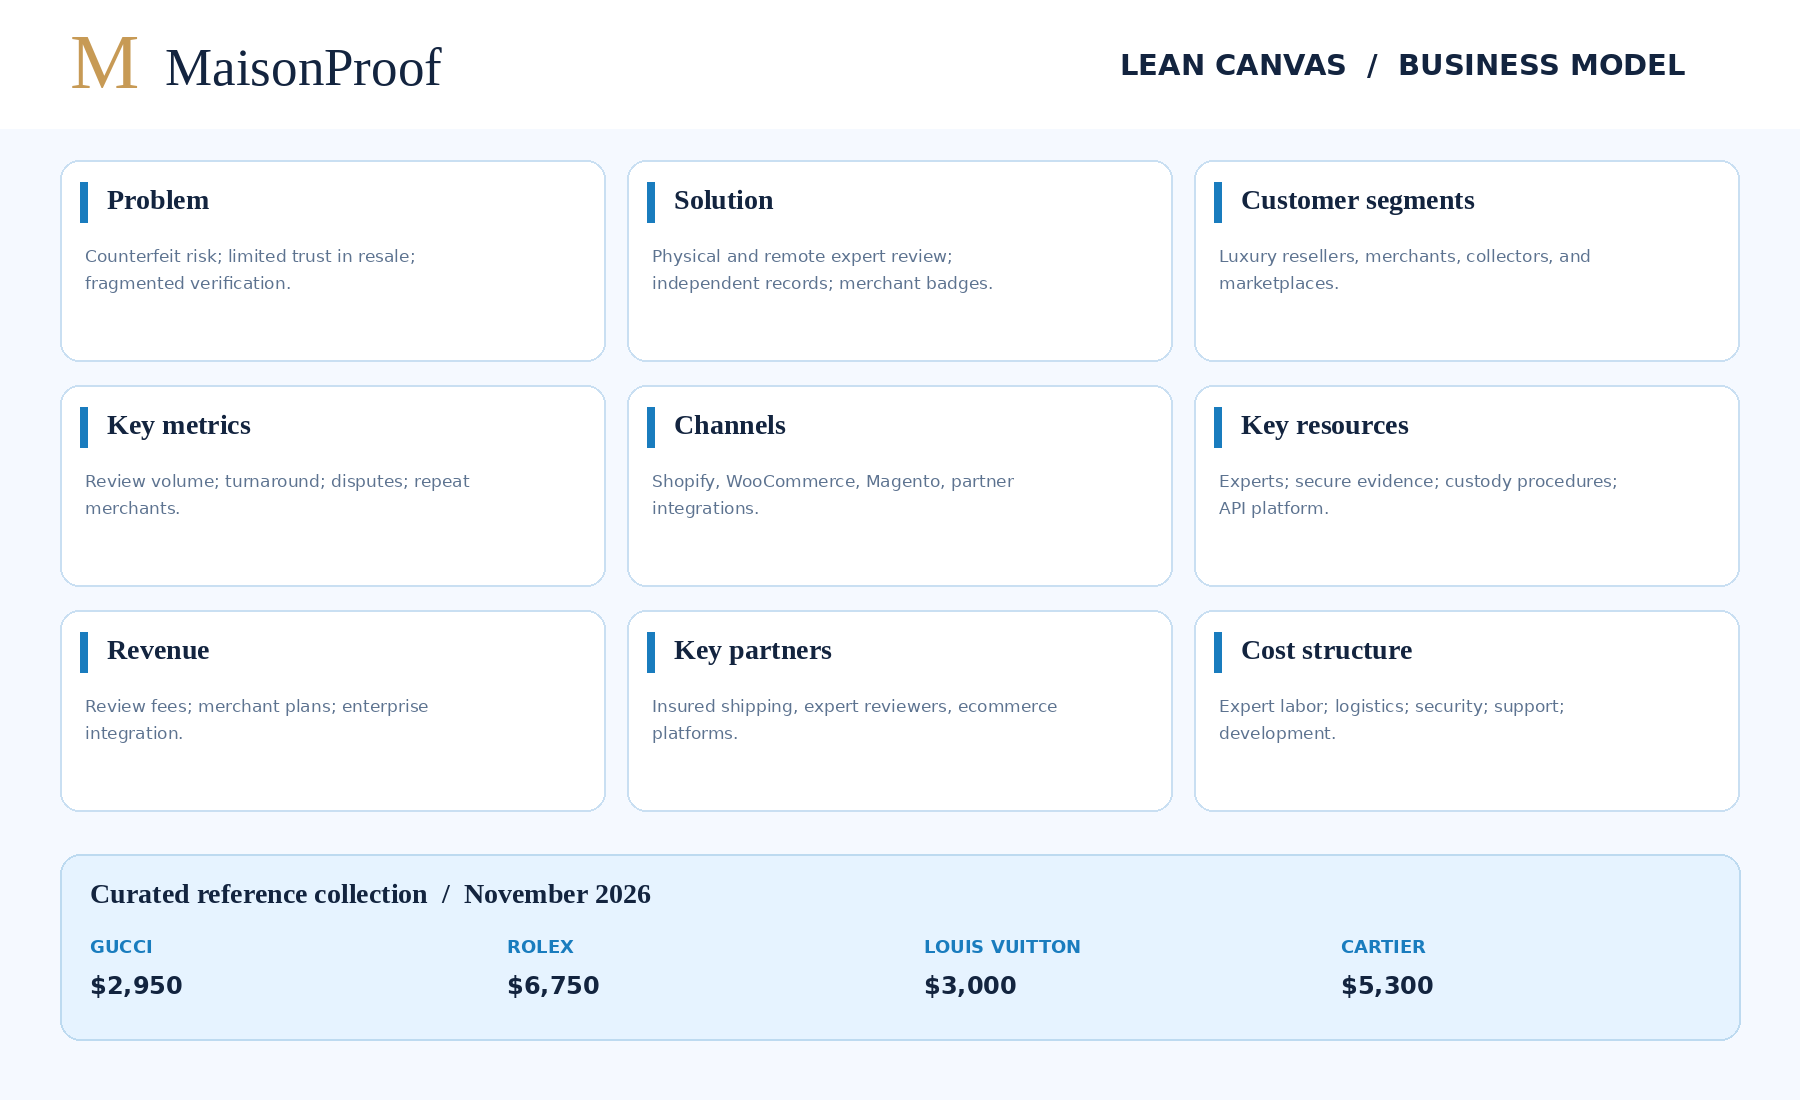 M MaisonProof
LEAN CANVAS / BUSINESS MODEL
Problem
Counterfeit risk; limited trust in resale;
fragmented verification.
Solution
Physical and remote expert review;
independent records; merchant badges.
Customer segments
Luxury resellers, merchants, collectors, and
marketplaces.
Key metrics
Review volume; turnaround; disputes; repeat
merchants.
Channels
Shopify, WooCommerce, Magento, partner
integrations.
Key resources
Experts; secure evidence; custody procedures;
API platform.
Revenue
Review fees; merchant plans; enterprise
integration.
Key partners
Insured shipping, expert reviewers, ecommerce
platforms.
Cost structure
Expert labor; logistics; security; support;
development.
Curated reference collection / November 2026
GUCCI
$2,950
ROLEX
$6,750
LOUIS VUITTON
$3,000
CARTIER
$5,300